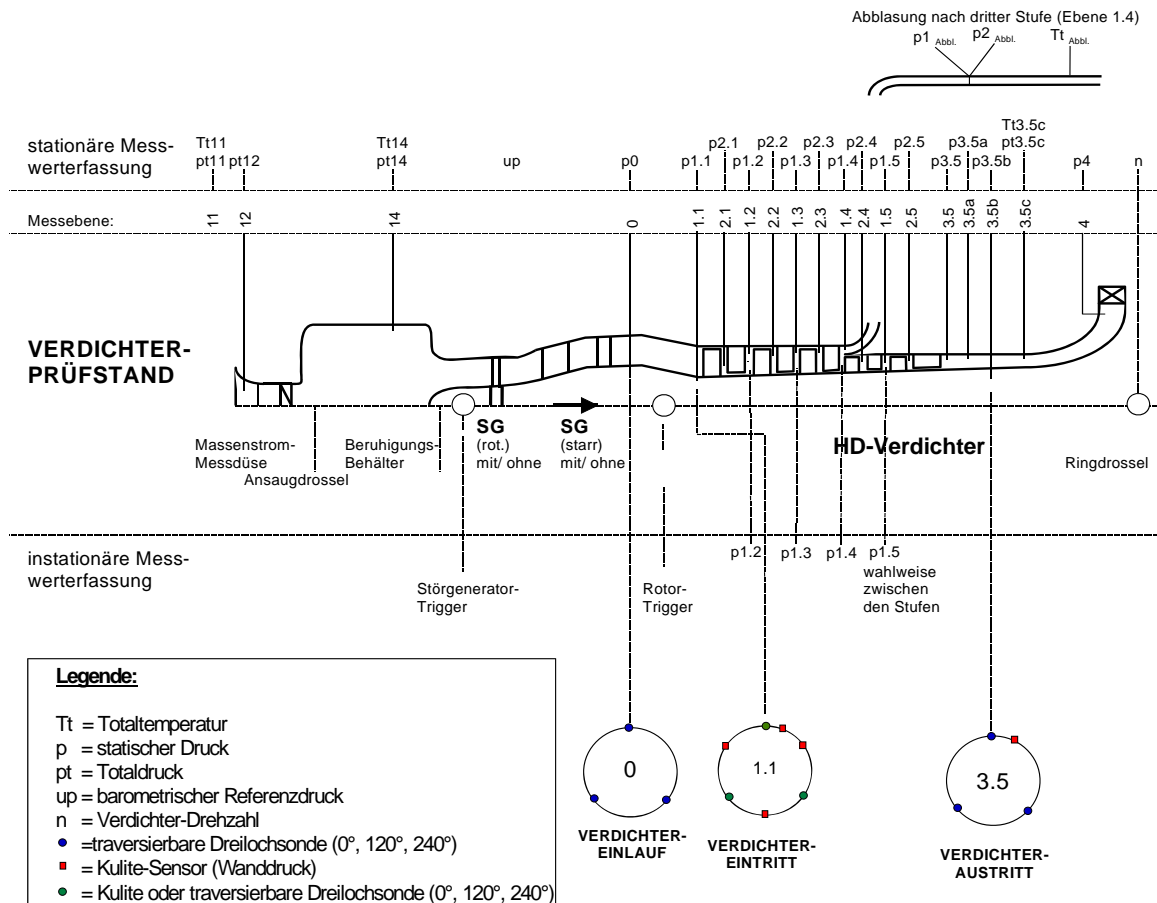 Abblasung nach dritter Stufe (Ebene 1.4)
p1 Abbl. p2 Abbl. Tt Abbl.
stationäre Mess-
werterfassung
Tt11
pt11 pt12
Tt14
pt14
up
p0
p1.1
p2.1
p1.2
p2.2
p1.3
p2.3
p1.4
p2.4
p1.5
p2.5
p3.5
p3.5a
p3.5b
Tt3.5c
pt3.5c
p4
n
Messebene:
11
12
14
0
1.1
2.1
1.2
2.2
1.3
2.3
1.4
2.4
1.5
2.5
3.5
3.5a
3.5b
3.5c
4
VERDICHTER-
PRÜFSTAND
Massenstrom-
Messdüse
Ansaugdrossel
Beruhigungs-
Behälter
SG
(rot.)
mit/ ohne
SG
(starr)
mit/ ohne
HD-Verdichter
Ringdrossel
instationäre Mess-
werterfassung
Störgenerator-
Trigger
Rotor-
Trigger
p1.2
p1.3
p1.4
p1.5
wahlweise
zwischen
den Stufen
Legende:
Tt = Totaltemperatur
p = statischer Druck
pt = Totaldruck
up = barometrischer Referenzdruck
n = Verdichter-Drehzahl
=traversierbare Dreilochsonde (0°, 120°, 240°)
= Kulite-Sensor (Wanddruck)
= Kulite oder traversierbare Dreilochsonde (0°, 120°, 240°)
0
VERDICHTER-
EINLAUF
1.1
VERDICHTER-
EINTRITT
3.5
VERDICHTER-
AUSTRITT